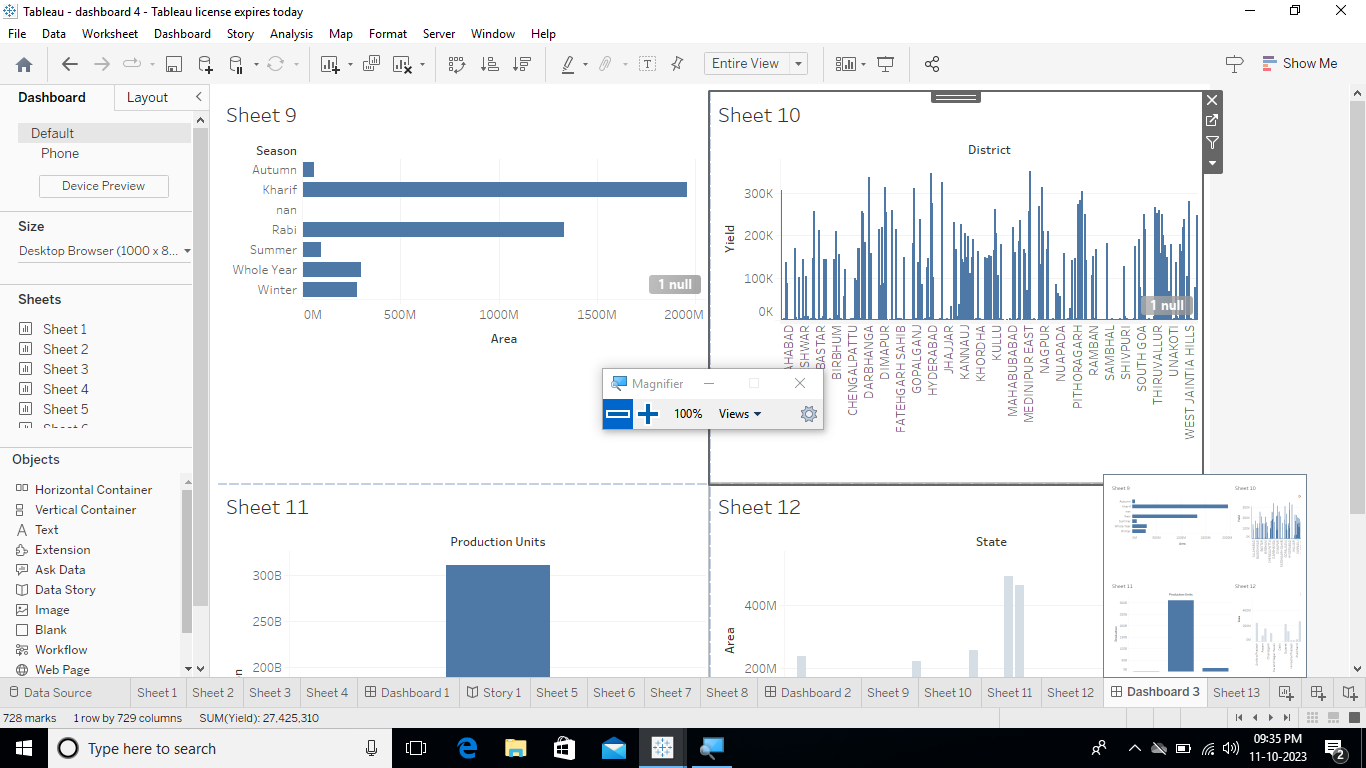 Tableau - dashboard 4 - Tableau license expires today
File Data Worksheet Dashboard Story Analysis Map Format Server Window Help
Entire View
Show Me
Dashboard Layout
Default
Phone
Device Preview
Size
Desktop Browser (1000 x 8...
Sheets
Sheet 1
Sheet 2
Sheet 3
Sheet 4
Sheet 5
Objects
Horizontal Container
Vertical Container
Text
Extension
Ask Data
Data Story
Image
Blank
Workflow
Web Page
Sheet 9
Season
Autumn
Kharif
nan
Rabi
Summer
Whole Year
Winter
1 null
0M 500M 1000M 1500M 2000M
Area
Sheet 10
District
Yield
300K
200K
100K
0K
1 null
BASTAR
BIRBHUM
CHENGALPATTU
DARBHANGA
DIMAPUR
FATEHGARH SAHIB
GOPALGANJ
HYDERABAD
JHAJJAR
KANNAUJ
KHORDHA
KULLU
MAHABUBABAD
MEDINIPUR EAST
NAGPUR
NUAPADA
PITHORAGARH
RAMBAN
SAMBHAL
SHIVPURI
SOUTH GOA
THIRUVALLUR
UNAKOTI
WEST JAINTIA HILLS
Magnifier
100% Views
Sheet 11
Production Units
300B
250B
200B
Sheet 12
State
Area
400M
200M
Sheet 9
Sheet 10
Sheet 11
Sheet 12
Data Source Sheet 1 Sheet 2 Sheet 3 Sheet 4 Dashboard 1 Story 1 Sheet 5 Sheet 6 Sheet 7 Sheet 8 Dashboard 2 Sheet 9 Sheet 10 Sheet 11 Sheet 12 Dashboard 3 Sheet 13
728 marks 1 row by 729 columns SUM(Yield): 27,425,310
Type here to search
09:35 PM
11-10-2023
2